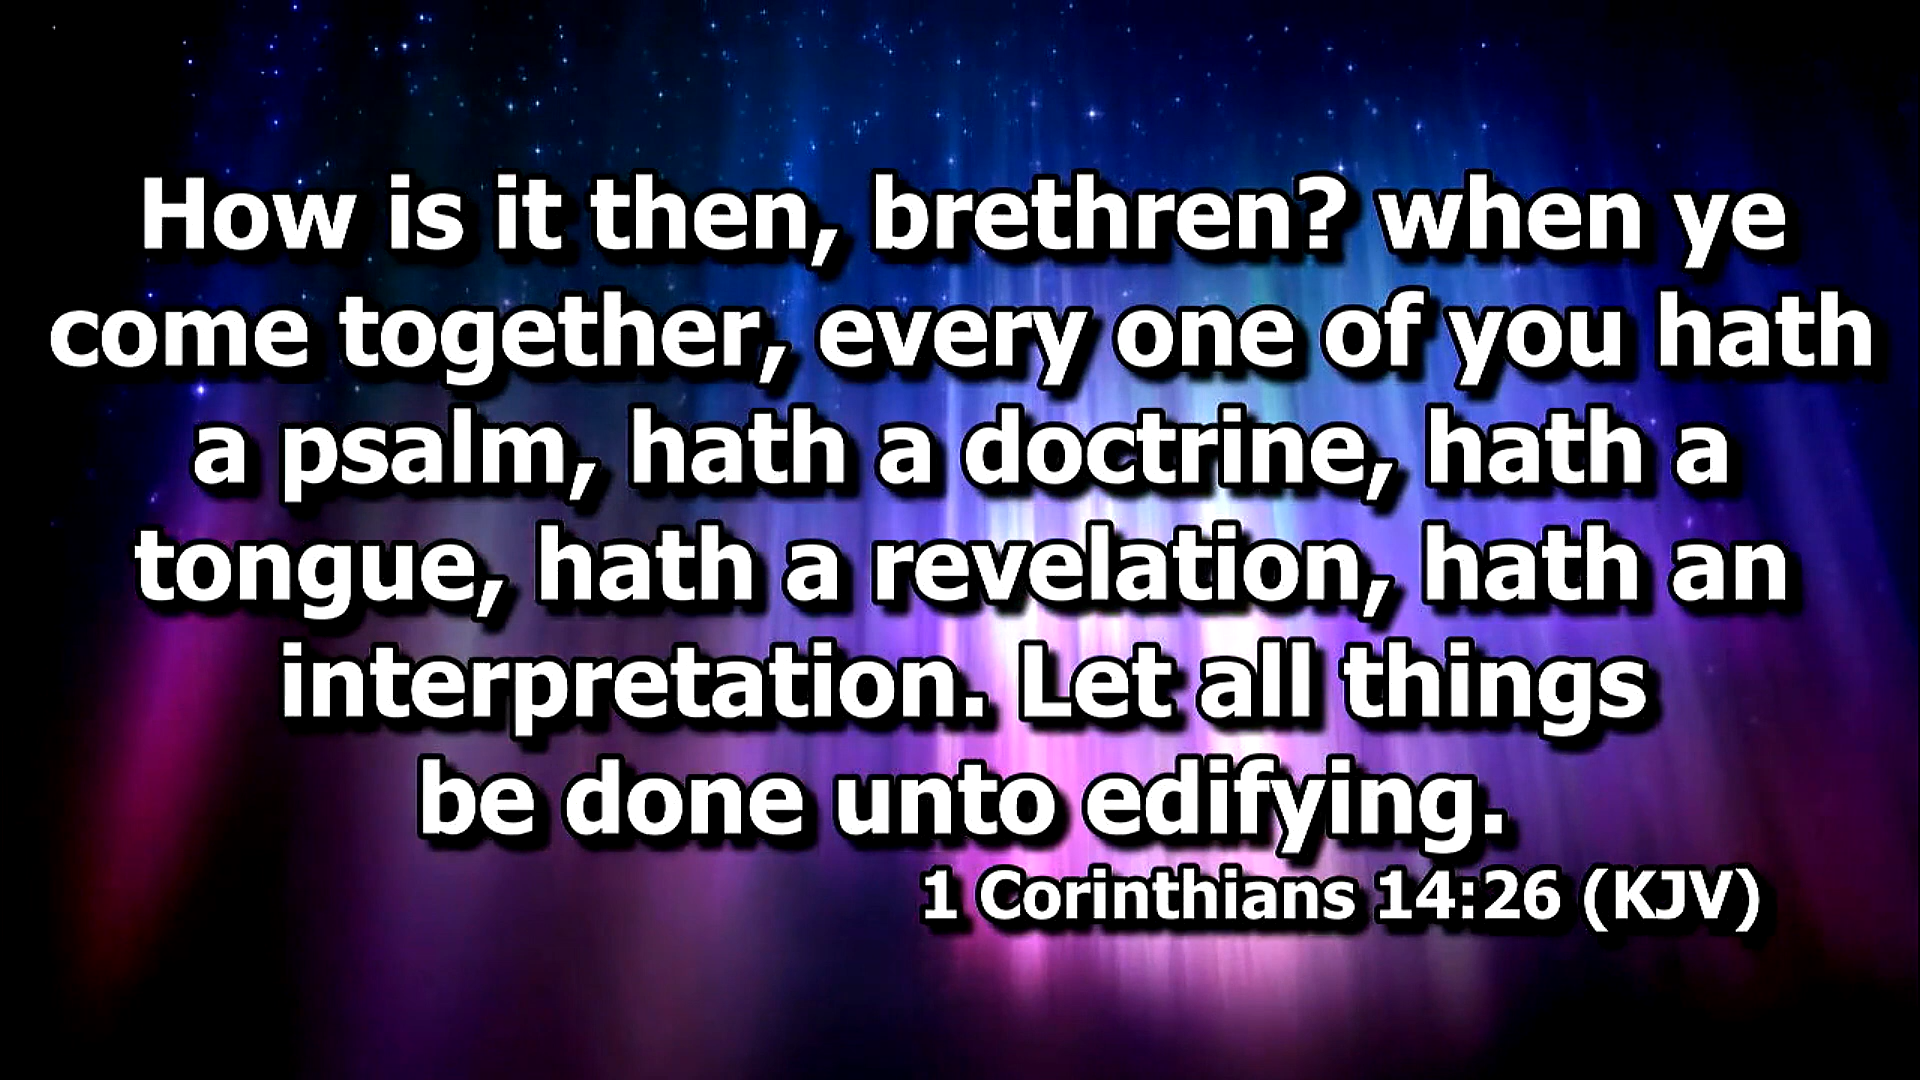 How is it then, brethren? when ye
come together, every one of you hath
a psalm, hath a doctrine, hath a
tongue, hath a revelation, hath an
interpretation. Let all things
be done unto edifying.
1 Corinthians 14:26 (KJV)